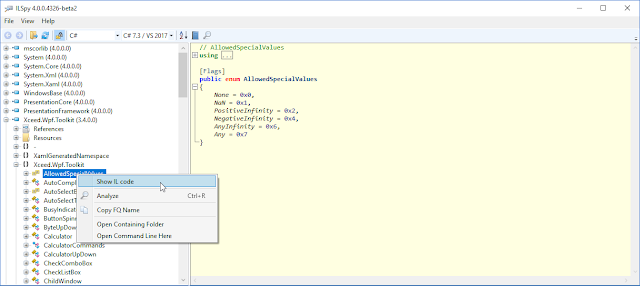 ILSpy 4.0.0.4326-beta2
File View Help
C# C# 7.3 / VS 2017
mscorlib (4.0.0.0)
System (4.0.0.0)
System.Core (4.0.0.0)
System.Xml (4.0.0.0)
System.Xaml (4.0.0.0)
WindowsBase (4.0.0.0)
PresentationCore (4.0.0.0)
PresentationFramework (4.0.0.0)
Xceed.Wpf.Toolkit (3.4.0.0)
References
Resources
{ } -
{ } XamlGeneratedNamespace
{ } Xceed.Wpf.Toolkit
AllowedSpecialValues
AutoCompl
AutoSelectB
AutoSelectT
BusyIndicat
ButtonSpin
ByteUpDow
Calculator
CalculatorCommands
CalculatorUpDown
CheckComboBox
CheckListBox
ChildWindow
Show IL code
Analyze Ctrl+R
Copy FQ Name
Open Containing Folder
Open Command Line Here
// AllowedSpecialValues
using ...
[Flags]
public enum AllowedSpecialValues
{
None = 0x0,
NaN = 0x1,
PositiveInfinity = 0x2,
NegativeInfinity = 0x4,
AnyInfinity = 0x6,
Any = 0x7
}